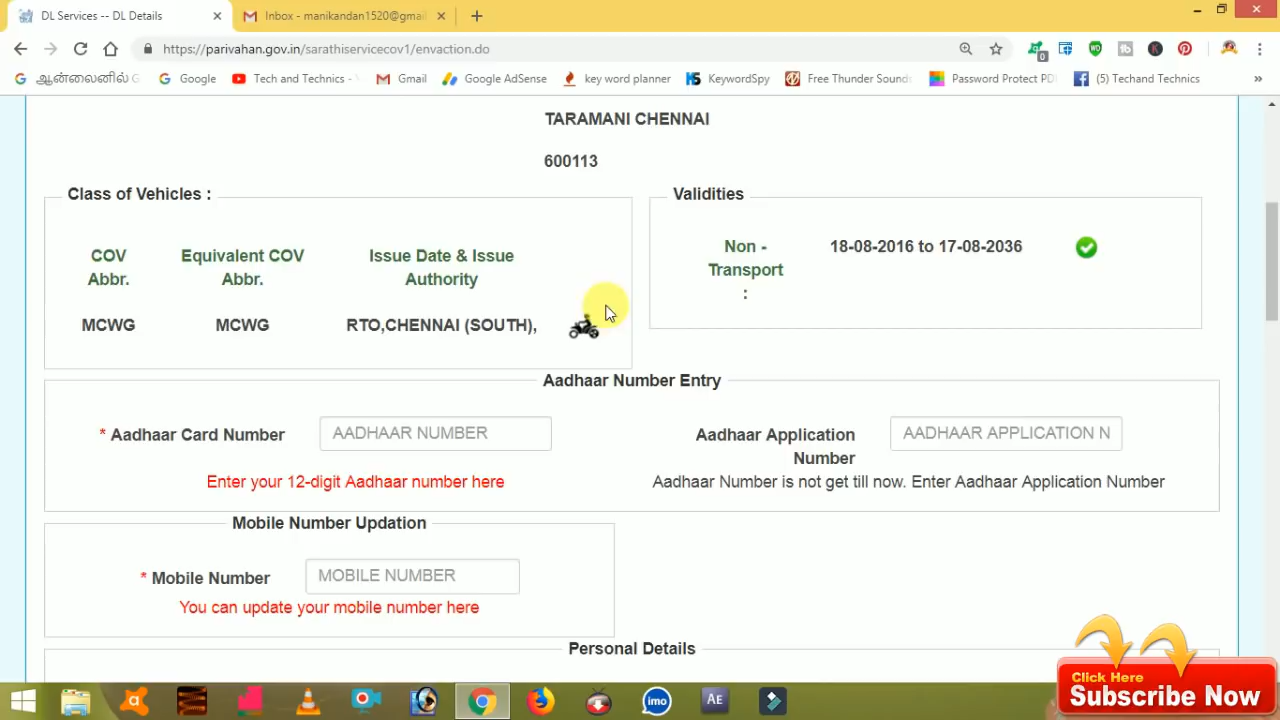 DL Services -- DL Details
Inbox - manikandan1520@gmai
https://parivahan.gov.in/sarathiservicecov1/envaction.do
ஆன்லைனில் G
Google
Tech and Technics -
Gmail
Google AdSense
key word planner
KeywordSpy
Free Thunder Sound
Password Protect PD
(5) Techand Technics
»
TARAMANI CHENNAI
600113
Class of Vehicles :
Validities
COV Abbr.
Equivalent COV Abbr.
Issue Date & Issue Authority
MCWG
MCWG
RTO,CHENNAI (SOUTH),
Non - Transport :
18-08-2016 to 17-08-2036
Aadhaar Number Entry
* Aadhaar Card Number
AADHAAR NUMBER
Enter your 12-digit Aadhaar number here
Aadhaar Application Number
AADHAAR APPLICATION N
Aadhaar Number is not get till now. Enter Aadhaar Application Number
Mobile Number Updation
* Mobile Number
MOBILE NUMBER
You can update your mobile number here
Personal Details
Click Here
Subscribe Now
imo
AE